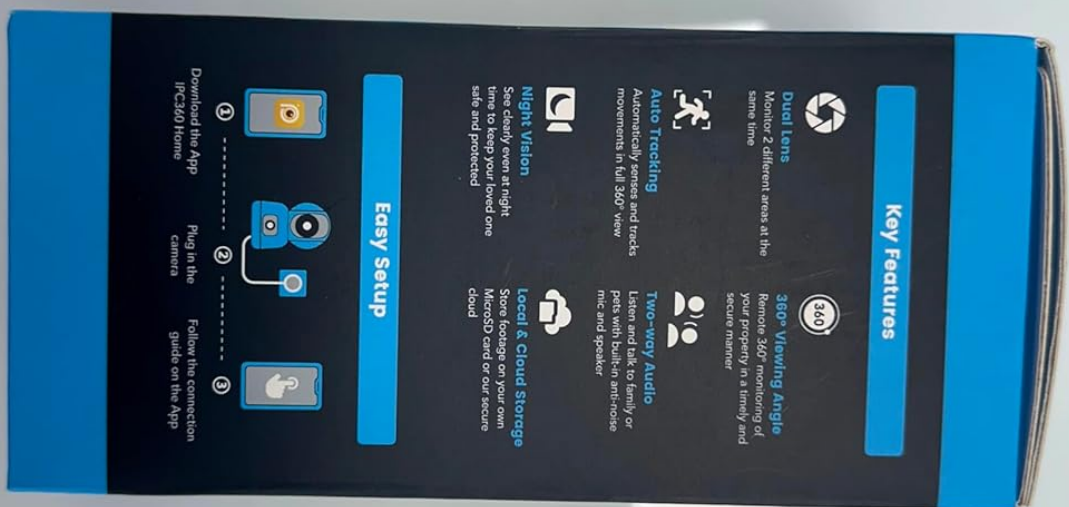 Key Features
Dual Lens
Monitor 2 different areas at the
same time
360
360° Viewing Angle
Remote 360° monitoring of
your property in a timely and
secure manner
Auto Tracking
Automatically senses and tracks
movements in full 360° view
Two-way Audio
Listen and talk to family or
pets with built-in anti-noise
mic and speaker
Night Vision
See clearly even at night
time to keep your loved one
safe and protected
Local & Cloud Storage
Store footage on your own
MicroSD card or our secure
cloud
Easy Setup
1
Download the App
IPC360 Home
2
Plug in the
camera
3
Follow the connection
guide on the App